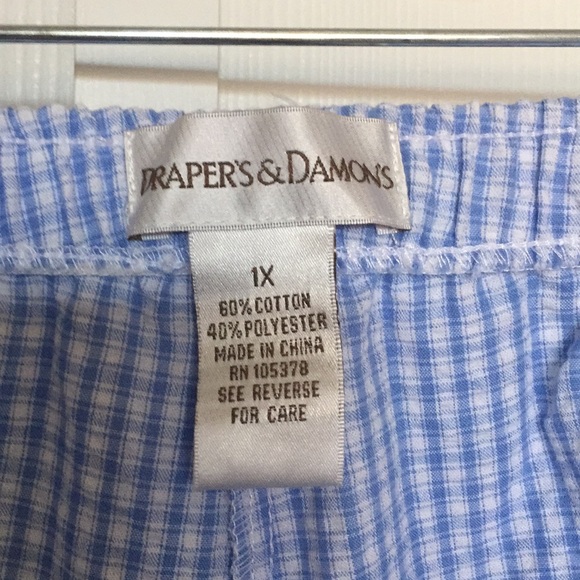 DRAPER'S & DAMON'S
1X
60% COTTON
40% POLYESTER
MADE IN CHINA
RN 105378
SEE REVERSE
FOR CARE